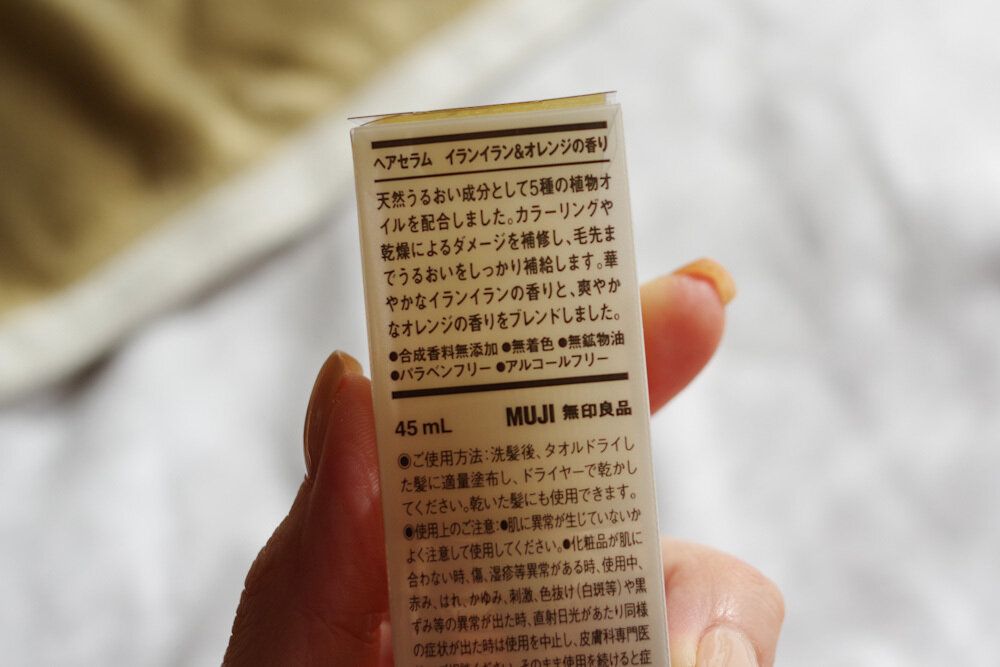 ヘアセラム イランイラン&オレンジの香り
天然うるおい成分として5種の植物オ
イルを配合しました。カラーリングや
乾燥によるダメージを補修し、毛先ま
でうるおいをしっかり補給します。華
やかなイランイランの香りと、爽やか
なオレンジの香りをブレンドしました。
●合成香料無添加 ●無着色 ●無鉱物油
●パラベンフリー ●アルコールフリー
45 mL MUJI 無印良品
◉ご使用方法:洗髪後、タオルドライし
た髪に適量塗布し、ドライヤーで乾かし
てください。乾いた髪にも使用できます。
◉使用上のご注意:●肌に異常が生じていないか
よく注意して使用してください。●化粧品が肌に
合わない時、傷、湿疹等異常がある時、使用中、
赤み、はれ、かゆみ、刺激、色抜け(白斑等)や黒
ずみ等の異常が出た時、直射日光があたり同様
の症状が出た時は使用を中止し、皮膚科専門医
そのまま使用を続けると症